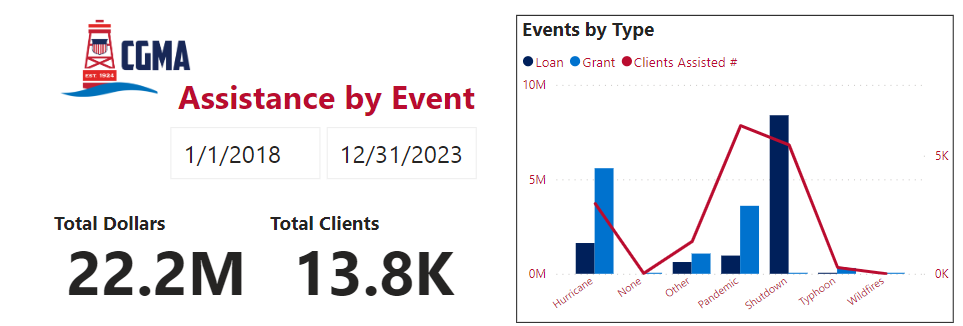 CGMA
EST. 1924
Assistance by Event
1/1/2018
12/31/2023
Total Dollars
22.2M
Total Clients
13.8K
Events by Type
Loan Grant Clients Assisted #
10M
5M
0M
5K
0K
Hurricane
None
Other
Pandemic
Shutdown
Typhoon
Wildfires